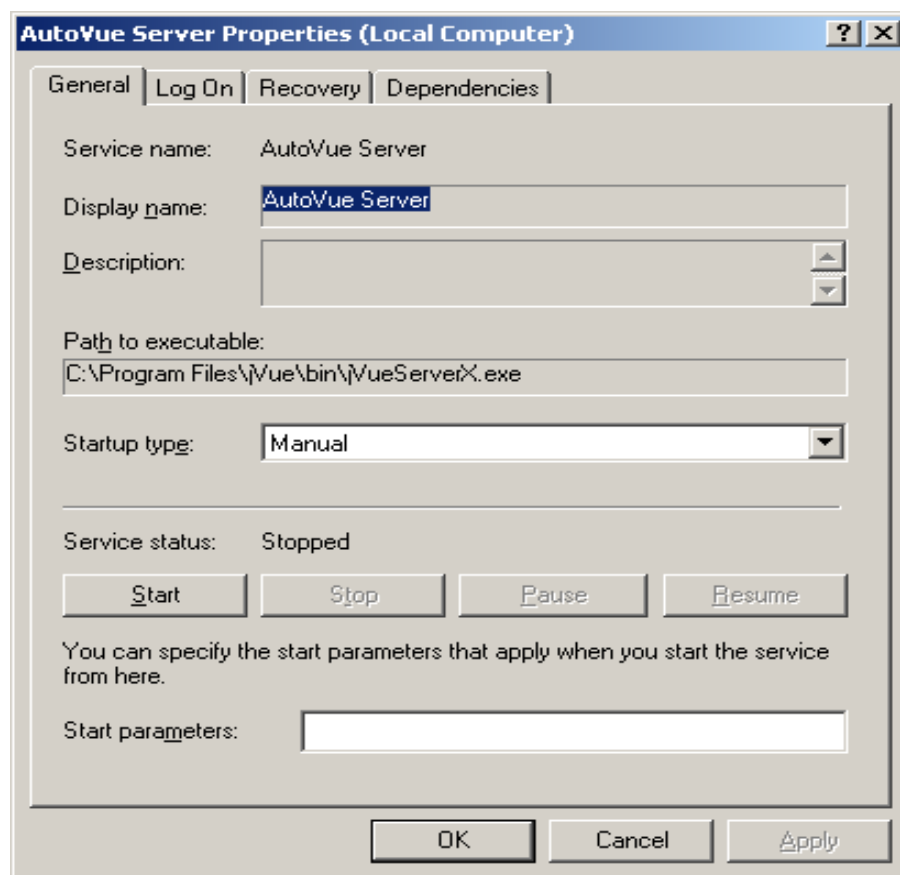 AutoVue Server Properties (Local Computer)
General Log On Recovery Dependencies
Service name: AutoVue Server
Display name: AutoVue Server
Description:
Path to executable:
C:\Program Files\jVue\bin\jVueServerX.exe
Startup type: Manual
Service status: Stopped
Start Stop Pause Resume
You can specify the start parameters that apply when you start the service
from here.
Start parameters:
OK Cancel Apply